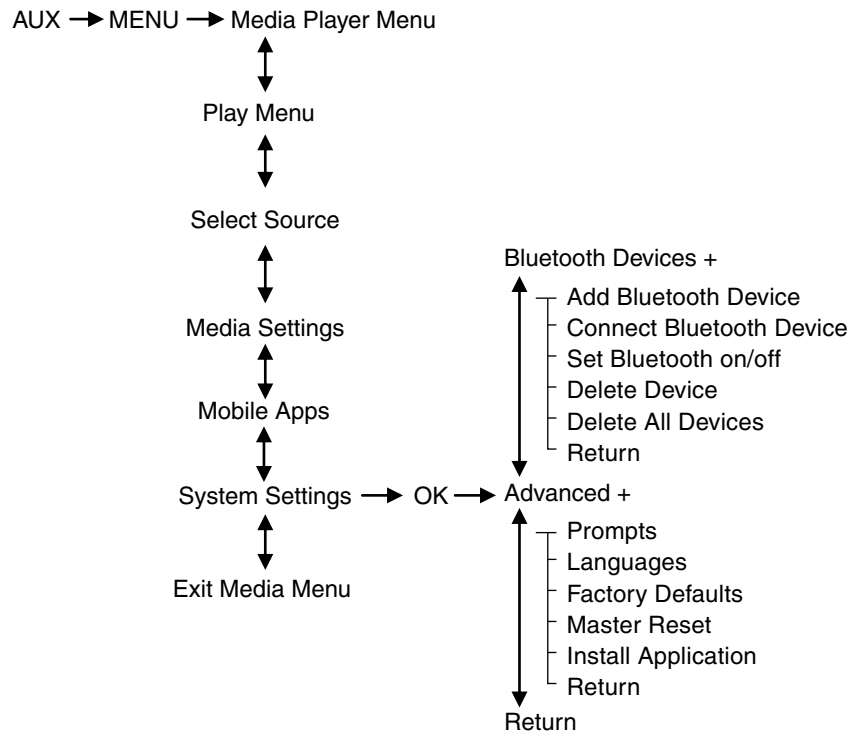 AUX MENU Media Player Menu
Play Menu
Select Source
Media Settings
Mobile Apps
System Settings OK Advanced +
Exit Media Menu
Bluetooth Devices +
Add Bluetooth Device
Connect Bluetooth Device
Set Bluetooth on/off
Delete Device
Delete All Devices
Return
Prompts
Languages
Factory Defaults
Master Reset
Install Application
Return
Return